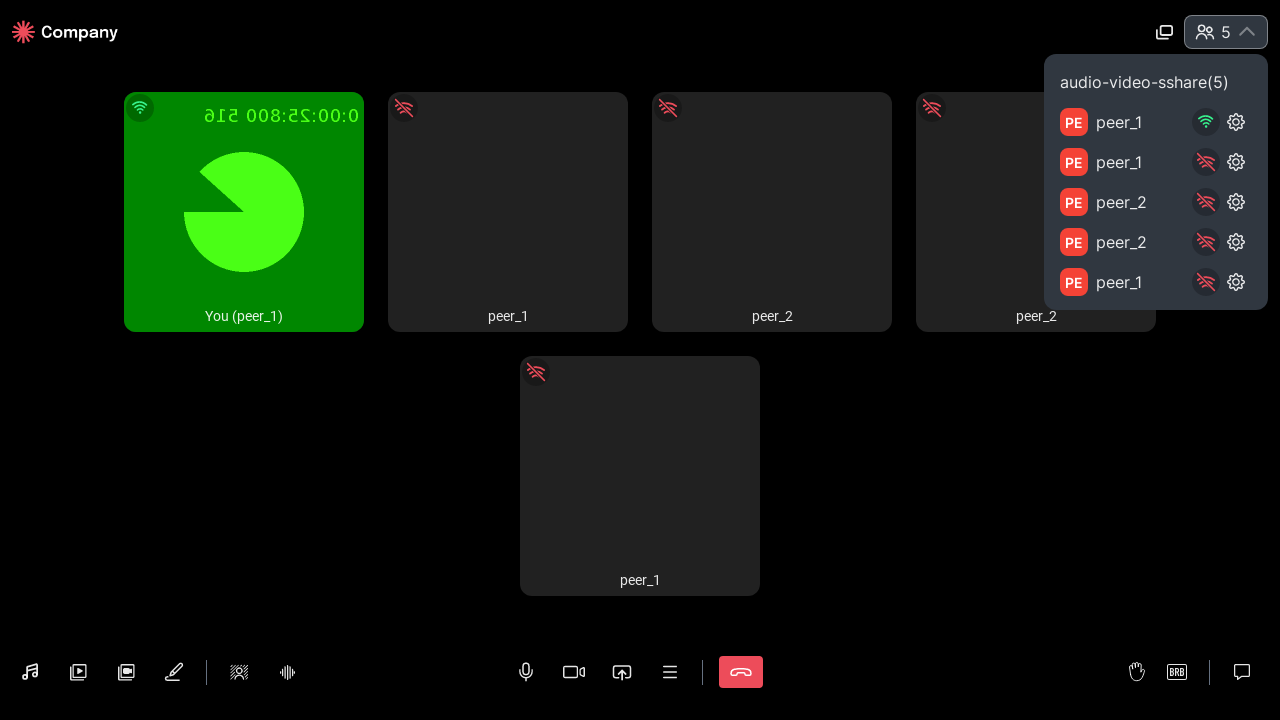 Company
5
audio-video-sshare(5)
PE peer_1
PE peer_1
PE peer_2
PE peer_2
PE peer_1
0:00:25:800 516
You (peer_1)
peer_1
peer_2
peer_2
peer_1
BRB